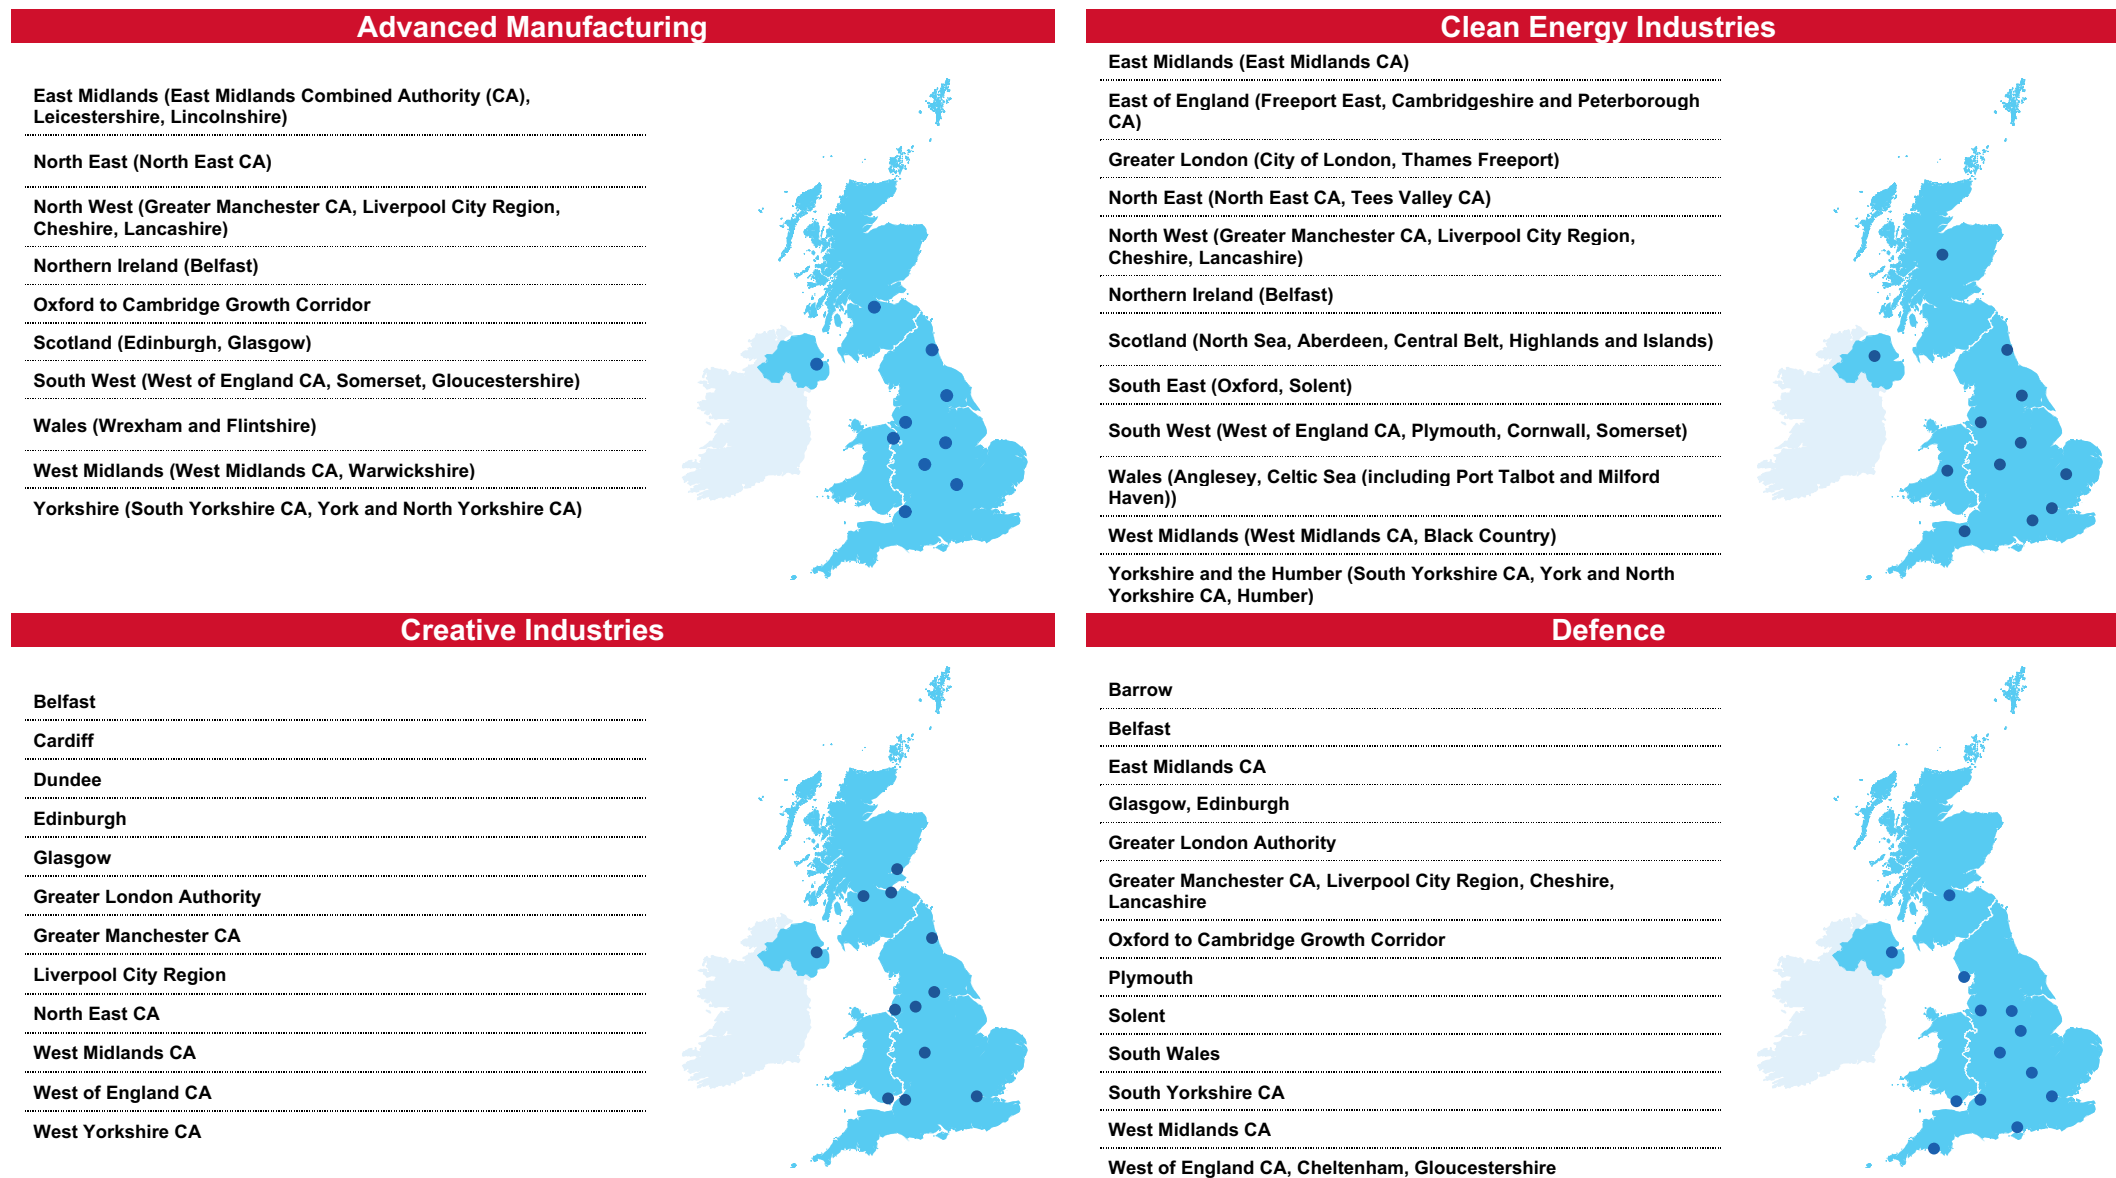 Advanced Manufacturing
East Midlands (East Midlands Combined Authority (CA),
Leicestershire, Lincolnshire)
North East (North East CA)
North West (Greater Manchester CA, Liverpool City Region,
Cheshire, Lancashire)
Northern Ireland (Belfast)
Oxford to Cambridge Growth Corridor
Scotland (Edinburgh, Glasgow)
South West (West of England CA, Somerset, Gloucestershire)
Wales (Wrexham and Flintshire)
West Midlands (West Midlands CA, Warwickshire)
Yorkshire (South Yorkshire CA, York and North Yorkshire CA)
Clean Energy Industries
East Midlands (East Midlands CA)
East of England (Freeport East, Cambridgeshire and Peterborough
CA)
Greater London (City of London, Thames Freeport)
North East (North East CA, Tees Valley CA)
North West (Greater Manchester CA, Liverpool City Region,
Cheshire, Lancashire)
Northern Ireland (Belfast)
Scotland (North Sea, Aberdeen, Central Belt, Highlands and Islands)
South East (Oxford, Solent)
South West (West of England CA, Plymouth, Cornwall, Somerset)
Wales (Anglesey, Celtic Sea (including Port Talbot and Milford
Haven))
West Midlands (West Midlands CA, Black Country)
Yorkshire and the Humber (South Yorkshire CA, York and North
Yorkshire CA, Humber)
Creative Industries
Belfast
Cardiff
Dundee
Edinburgh
Glasgow
Greater London Authority
Greater Manchester CA
Liverpool City Region
North East CA
West Midlands CA
West of England CA
West Yorkshire CA
Defence
Barrow
Belfast
East Midlands CA
Glasgow, Edinburgh
Greater London Authority
Greater Manchester CA, Liverpool City Region, Cheshire,
Lancashire
Oxford to Cambridge Growth Corridor
Plymouth
Solent
South Wales
South Yorkshire CA
West Midlands CA
West of England CA, Cheltenham, Gloucestershire